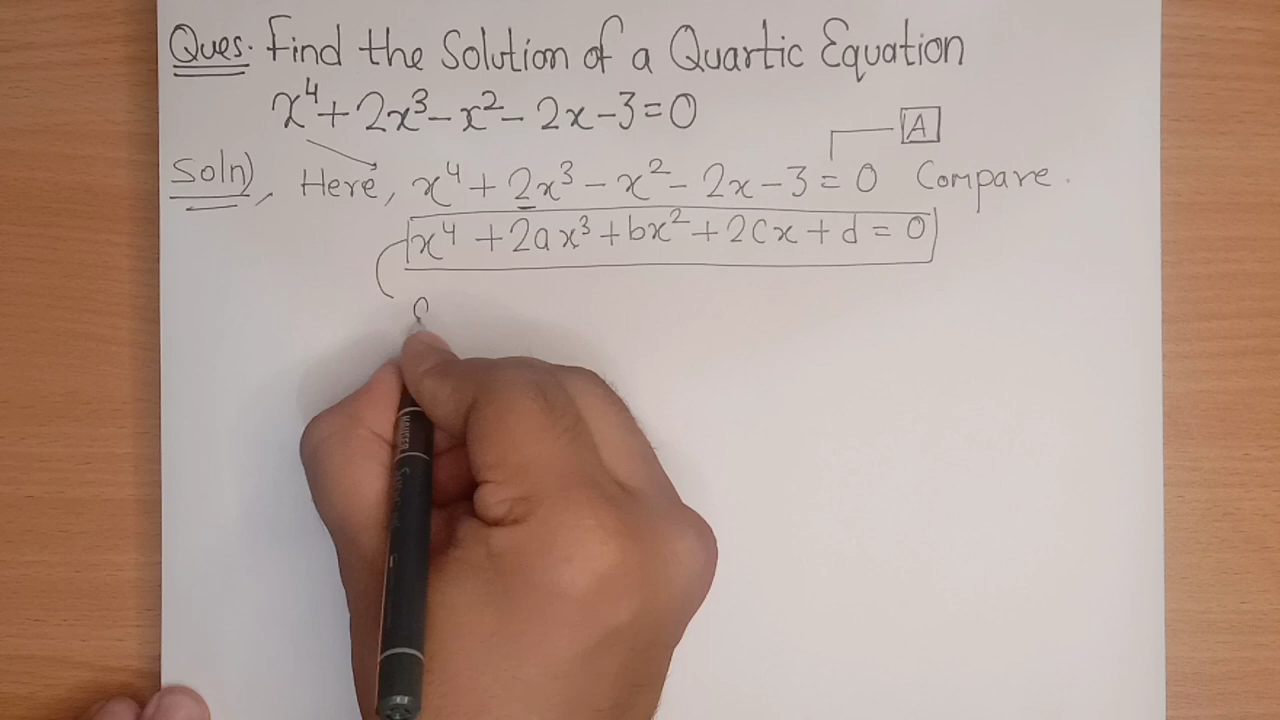 Ques. Find the Solution of a Quartic Equation
x⁴+2x³-x²-2x-3=0
A
Soln), Here, x⁴+2x³-x²-2x-3=0 Compare.
x⁴+2ax³+bx²+2cx+d=0